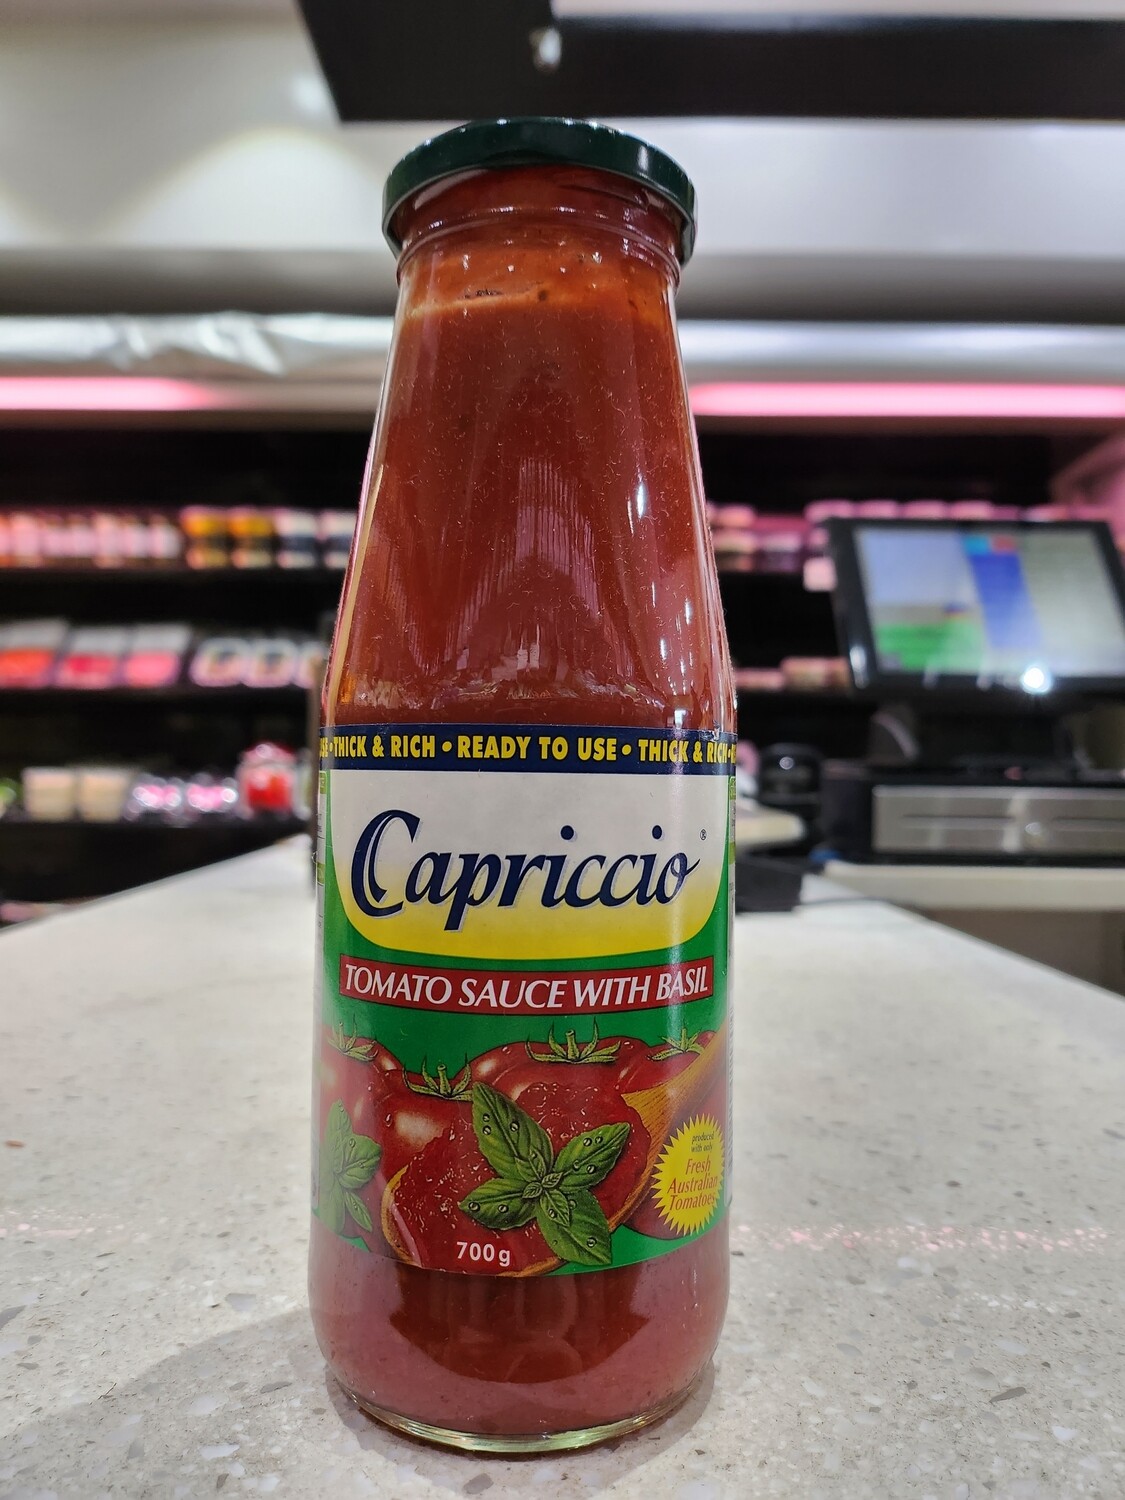 THICK & RICH • READY TO USE • THICK & RICH
Capriccio®
TOMATO SAUCE WITH BASIL
produced
with only
Fresh
Australian
Tomatoes
700g